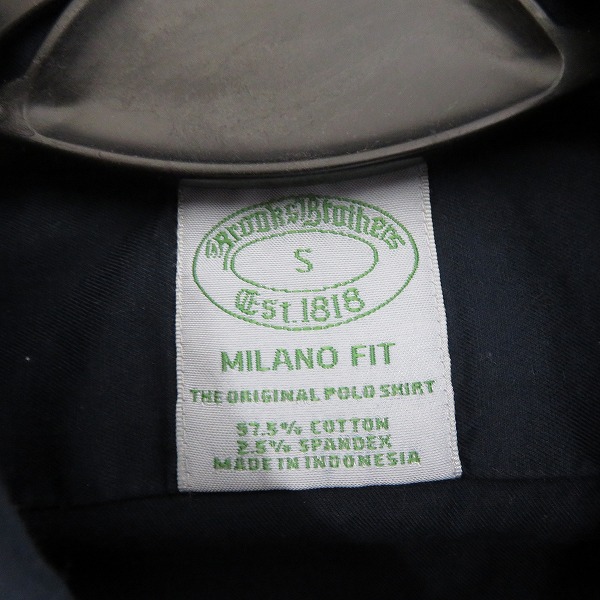 Brooks Brothers
S
Est. 1818
MILANO FIT
THE ORIGINAL POLO SHIRT
97.5% COTTON
2.5% SPANDEX
MADE IN INDONESIA